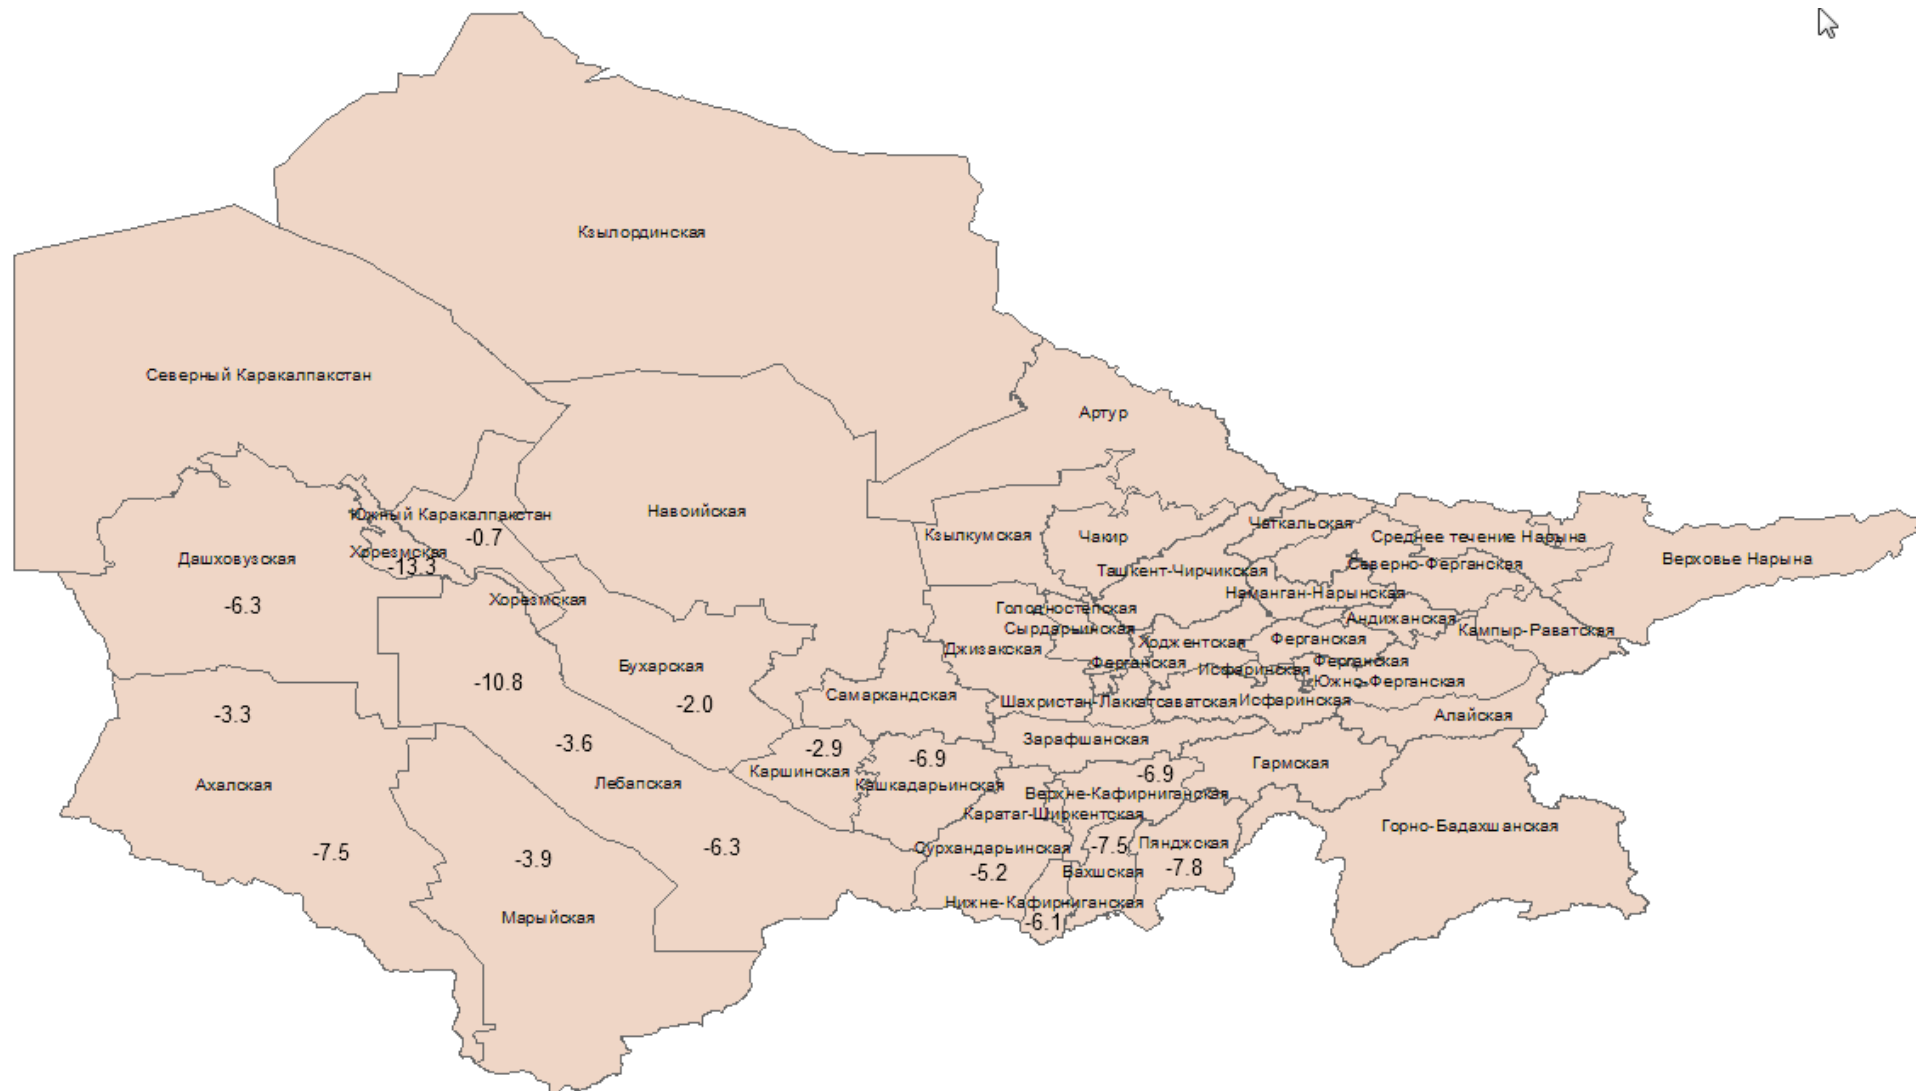 Кзылординская
Северный Каракалпакстан
Артур
Навоийская
Южный Каракалпакстан
-0.7
Кзылкумская
Чакир
Чаткальская
Среднее течение Нарына
Верховье Нарына
Дашховузская
-6.3
Хорезмская
-13.3
Ташкент-Чирчикская
Северно-Ферганская
Наманган-Нарынская
Хорезмская
Голодностепская
Сырдарьинская
Джизакская
Андижанская
Кампыр-Раватская
Ходжентская
Ферганская
Ферганская
Исфаринская
Ферганская
Южно-Ферганская
Бухарская
-2.0
-10.8
Самаркандская
Шахристан
-Лаккатсаватская
Исфаринская
Алайская
-3.3
Зарафшанская
-3.6
-2.9
Каршинская
-6.9
Кашкадарьинская
-6.9
Гармская
Ахалская
Лебапская
Верхне-Кафирниганская
Каратаг-Ширкентская
Горно-Бадахшанская
-7.5
-3.9
-6.3
Сурхандарьинская
-5.2
-7.5
Пянджская
-7.8
Вахшская
Нижне-Кафирниганская
-6.1
Марыйская